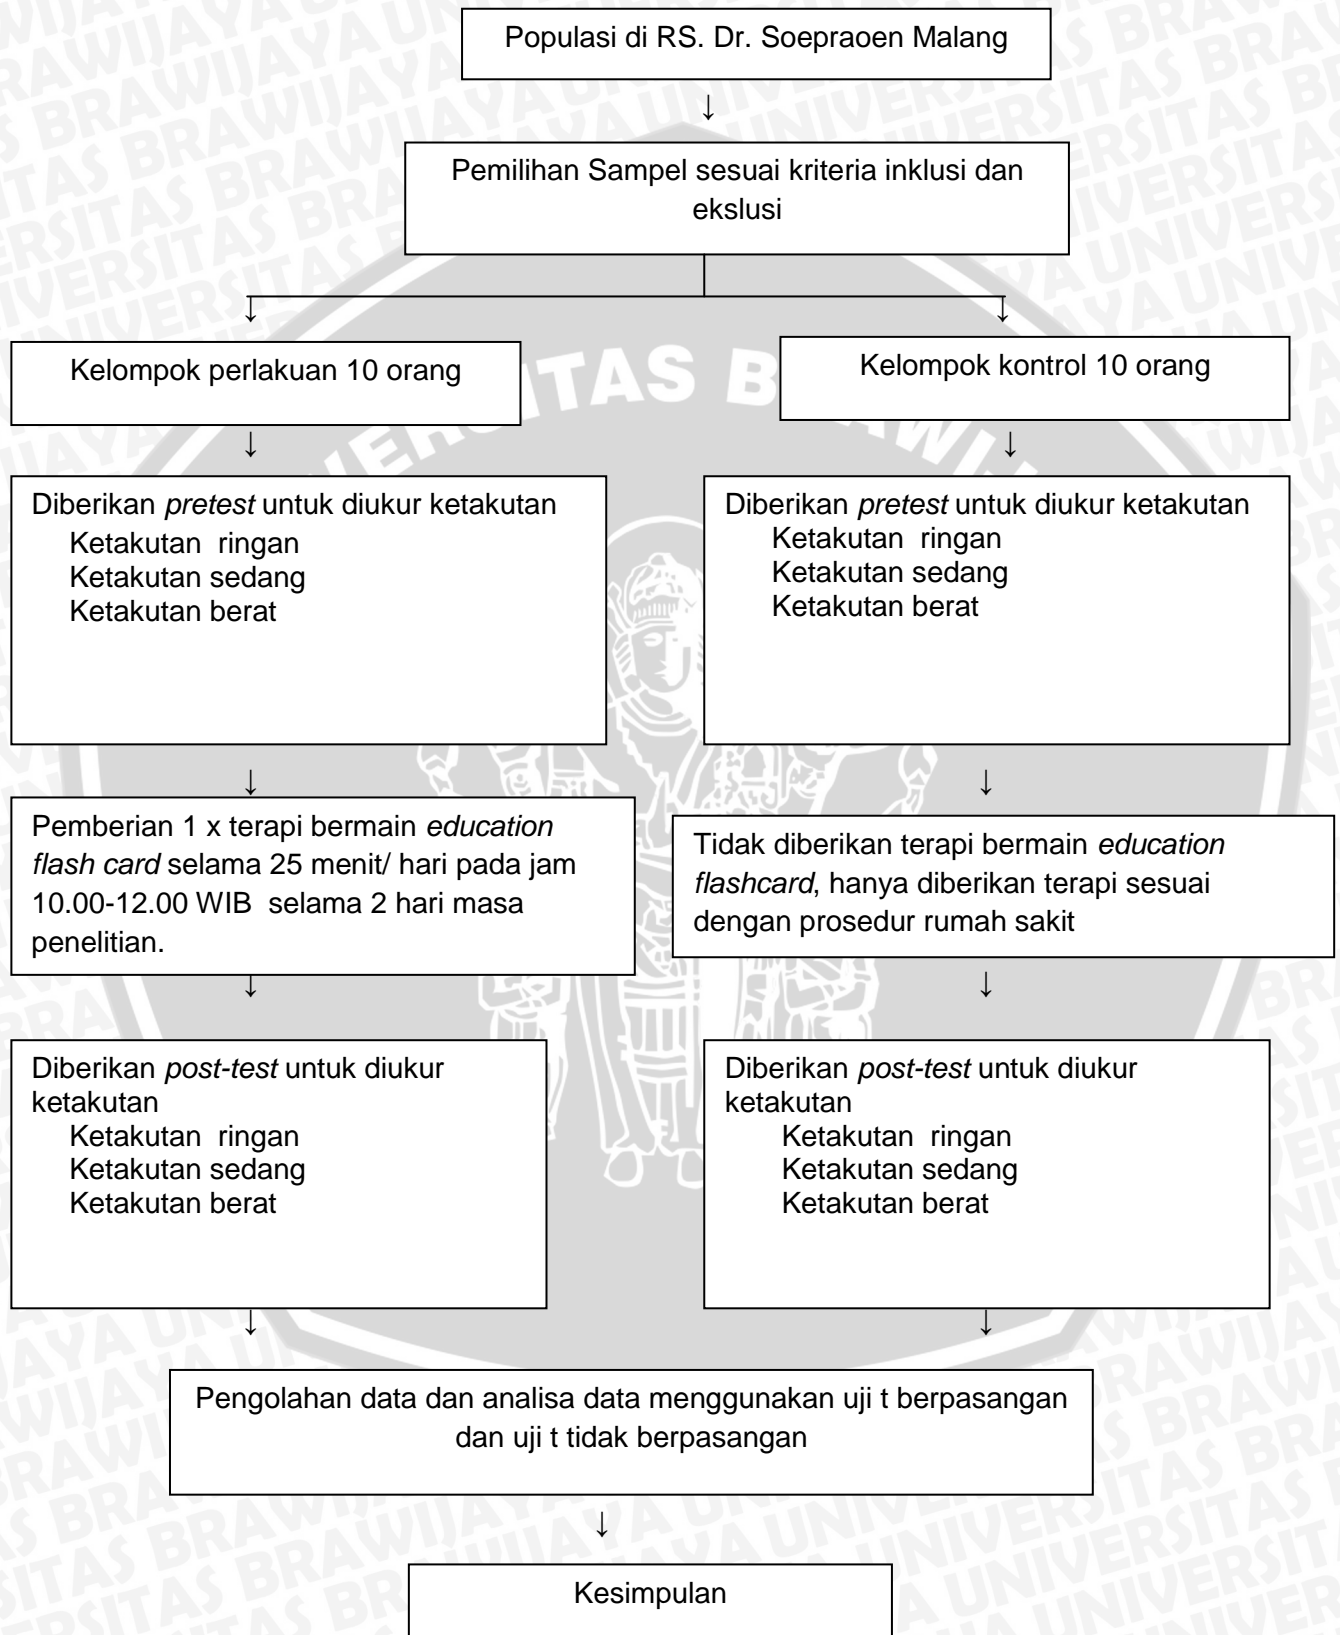 Populasi di RS. Dr. Soepraoen Malang
↓
Pemilihan Sampel sesuai kriteria inklusi dan
ekslusi
↓ ↓
Kelompok perlakuan 10 orang
Kelompok kontrol 10 orang
↓ ↓
Diberikan pretest untuk diukur ketakutan
Ketakutan ringan
Ketakutan sedang
Ketakutan berat
Diberikan pretest untuk diukur ketakutan
Ketakutan ringan
Ketakutan sedang
Ketakutan berat
↓ ↓
Pemberian 1 x terapi bermain education
flash card selama 25 menit/ hari pada jam
10.00-12.00 WIB selama 2 hari masa
penelitian.
Tidak diberikan terapi bermain education
flashcard, hanya diberikan terapi sesuai
dengan prosedur rumah sakit
↓ ↓
Diberikan post-test untuk diukur
ketakutan
Ketakutan ringan
Ketakutan sedang
Ketakutan berat
Diberikan post-test untuk diukur
ketakutan
Ketakutan ringan
Ketakutan sedang
Ketakutan berat
↓ ↓
Pengolahan data dan analisa data menggunakan uji t berpasangan
dan uji t tidak berpasangan
↓
Kesimpulan